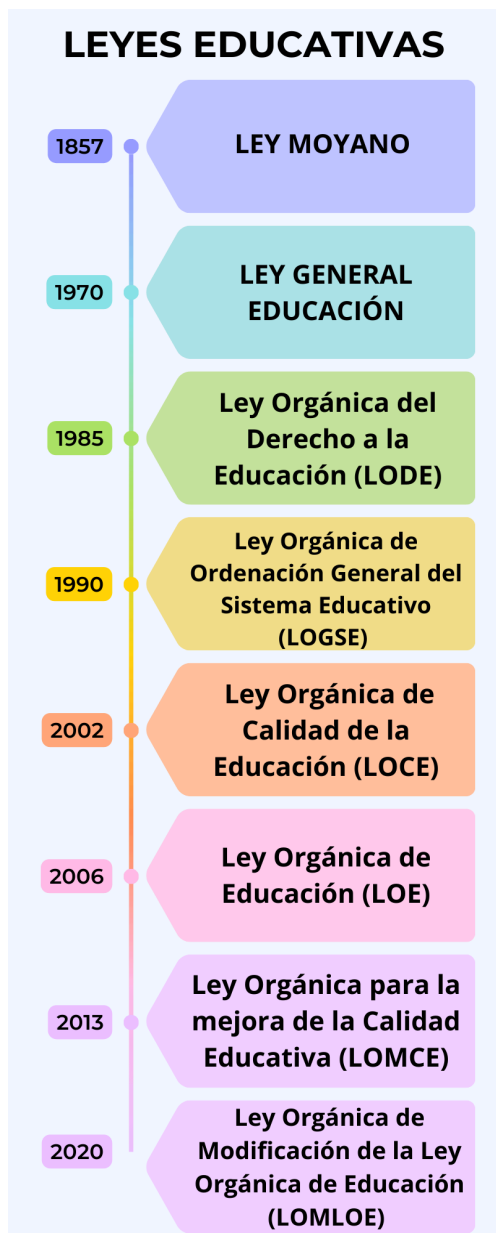 LEYES EDUCATIVAS
1857
LEY MOYANO
1970
LEY GENERAL
EDUCACIÓN
1985
Ley Orgánica del
Derecho a la
Educación (LODE)
1990
Ley Orgánica de
Ordenación General del
Sistema Educativo
(LOGSE)
2002
Ley Orgánica de
Calidad de la
Educación (LOCE)
2006
Ley Orgánica de
Educación (LOE)
2013
Ley Orgánica para la
mejora de la Calidad
Educativa (LOMCE)
2020
Ley Orgánica de
Modificación de la Ley
Orgánica de Educación
(LOMLOE)